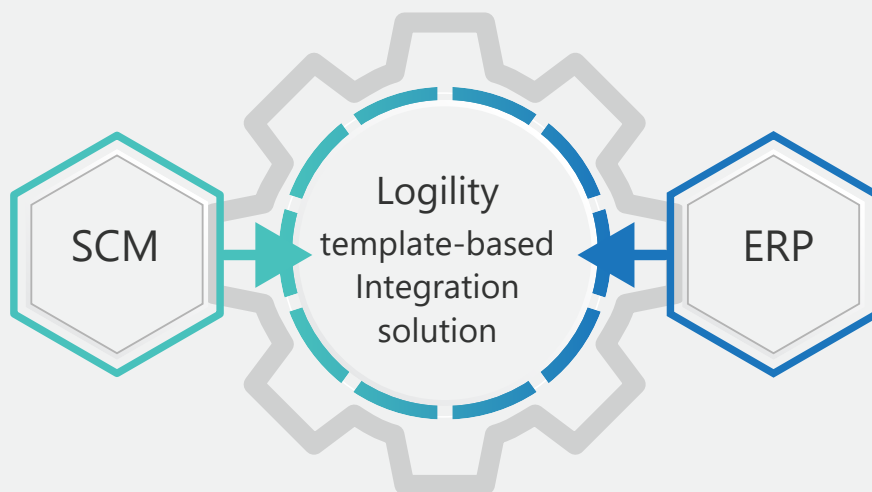 SCM
Logility
template-based
Integration
solution
ERP